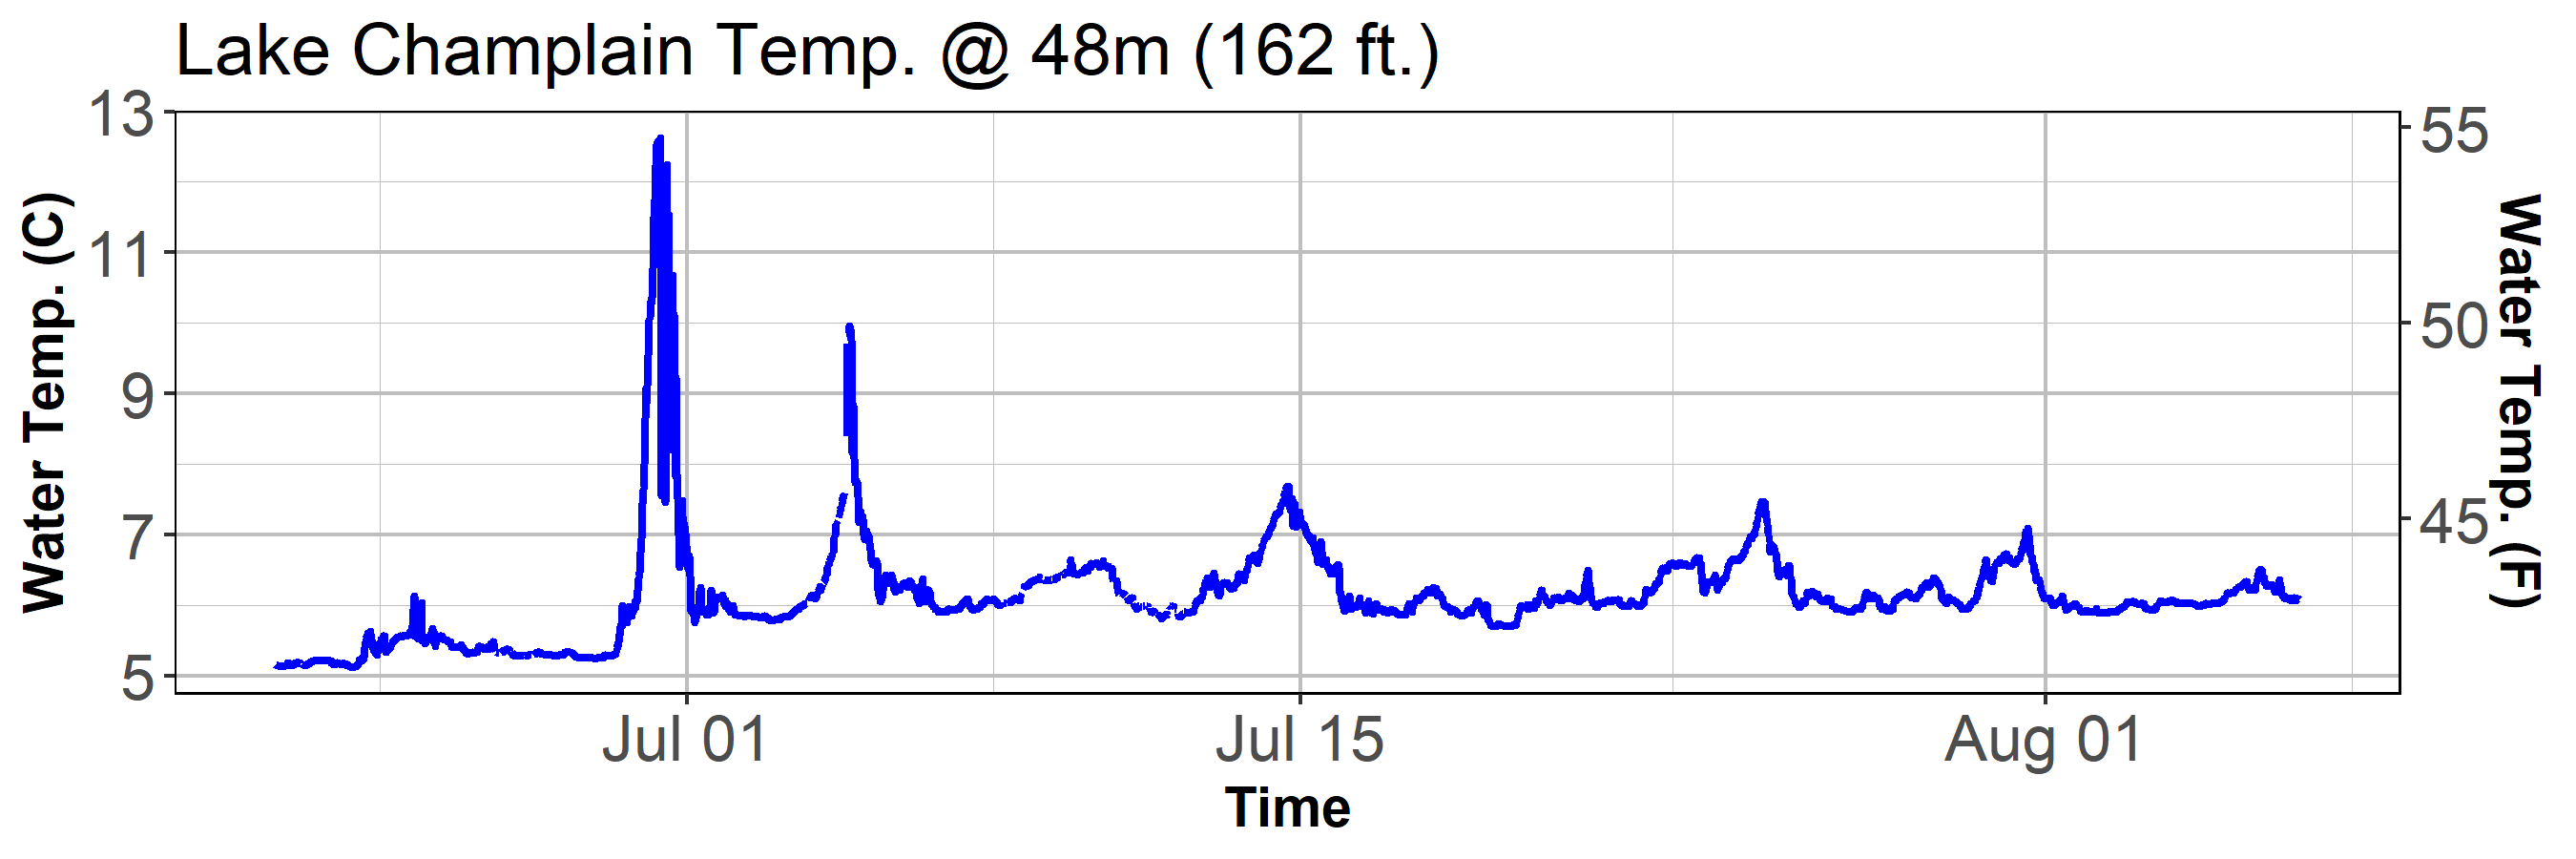 Lake Champlain Temp. @ 48m (162 ft.)
Water Temp. (C)
13
11
9
7
5
55
50
45
Water Temp. (F)
Jul 01
Jul 15
Aug 01
Time